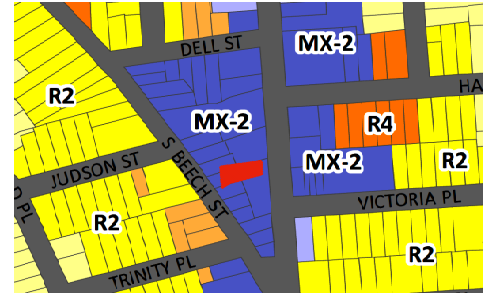 DELL ST
MX-2
R2
HA
MX-2
R4
S BEECH ST
MX-2
R2
JUDSON ST
D PL
VICTORIA PL
R2
R2
TRINITY PL